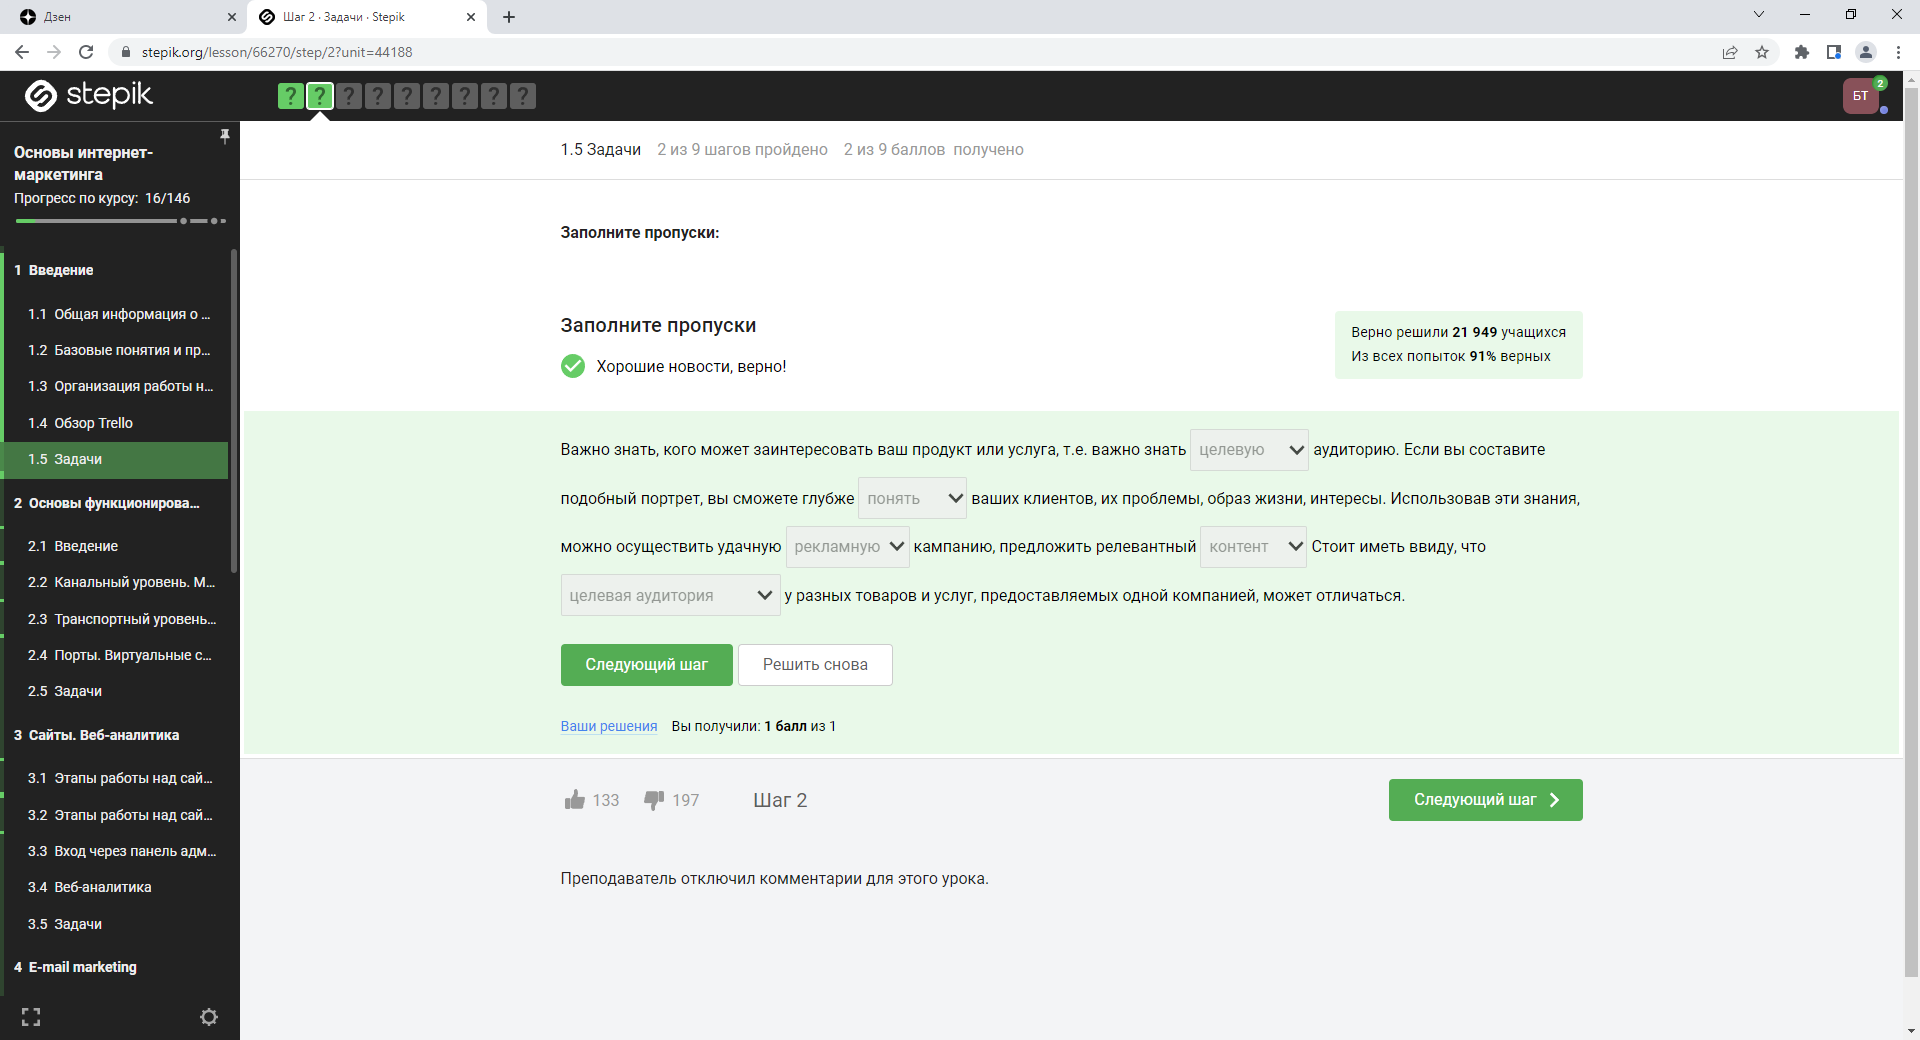 Дзен
Шаг 2 · Задачи · Stepik
stepik.org/lesson/66270/step/2?unit=44188
stepik
? ? ? ? ? ? ? ? ?
БТ
2
Основы интернет-
маркетинга
Прогресс по курсу: 16/146
1 Введение
1.1 Общая информация о ...
1.2 Базовые понятия и пр...
1.3 Организация работы н...
1.4 Обзор Trello
1.5 Задачи
2 Основы функционирова...
2.1 Введение
2.2 Канальный уровень. М...
2.3 Транспортный уровень...
2.4 Порты. Виртуальные с...
2.5 Задачи
3 Сайты. Веб-аналитика
3.1 Этапы работы над сай...
3.2 Этапы работы над сай...
3.3 Вход через панель адм...
3.4 Веб-аналитика
3.5 Задачи
4 E-mail marketing
1.5 Задачи 2 из 9 шагов пройдено 2 из 9 баллов получено
Заполните пропуски:
Заполните пропуски
Хорошие новости, верно!
Верно решили 21 949 учащихся
Из всех попыток 91% верных
Важно знать, кого может заинтересовать ваш продукт или услуга, т.е. важно знать целевую аудиторию. Если вы составите
подобный портрет, вы сможете глубже понять ваших клиентов, их проблемы, образ жизни, интересы. Использовав эти знания,
можно осуществить удачную рекламную кампанию, предложить релевантный контент Стоит иметь ввиду, что
целевая аудитория у разных товаров и услуг, предоставляемых одной компанией, может отличаться.
Следующий шаг Решить снова
Ваши решения Вы получили: 1 балл из 1
133 197 Шаг 2 Следующий шаг
Преподаватель отключил комментарии для этого урока.